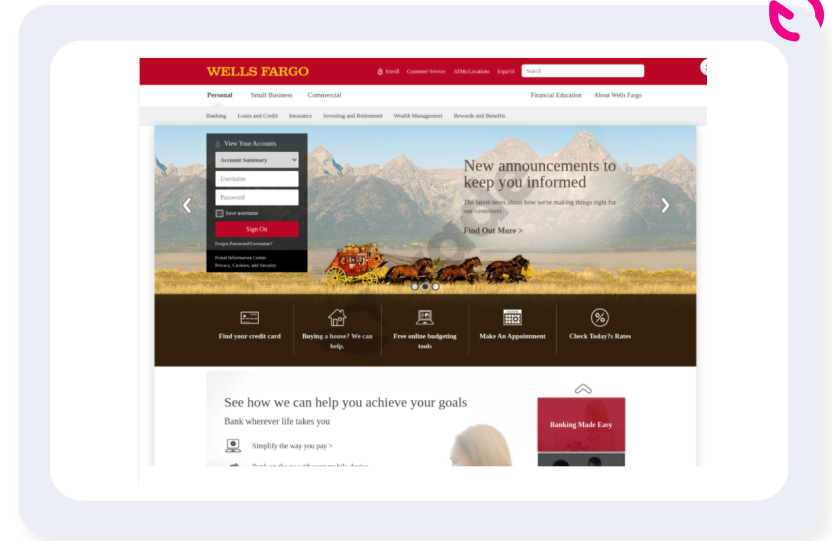 WELLS FARGO
Enroll Customer Service ATMs/Locations Español Search
Personal Small Business Commercial Financial Education About Wells Fargo
Banking Loans and Credit Insurance Investing and Retirement Wealth Management Rewards and Benefits
View Your Accounts
Account Summary
Username
Password
Save username
Sign On
Forgot Password/Username?
Fraud Information Center
Privacy, Cookies, and Security
New announcements to
keep you informed
The latest news about how we're making things right for
our customers
Find Out More >
Find your credit card
Buying a house? We can
help.
Free online budgeting
tools
Make An Appointment
Check Today?s Rates
See how we can help you achieve your goals
Bank wherever life takes you
Simplify the way you pay >
Banking Made Easy